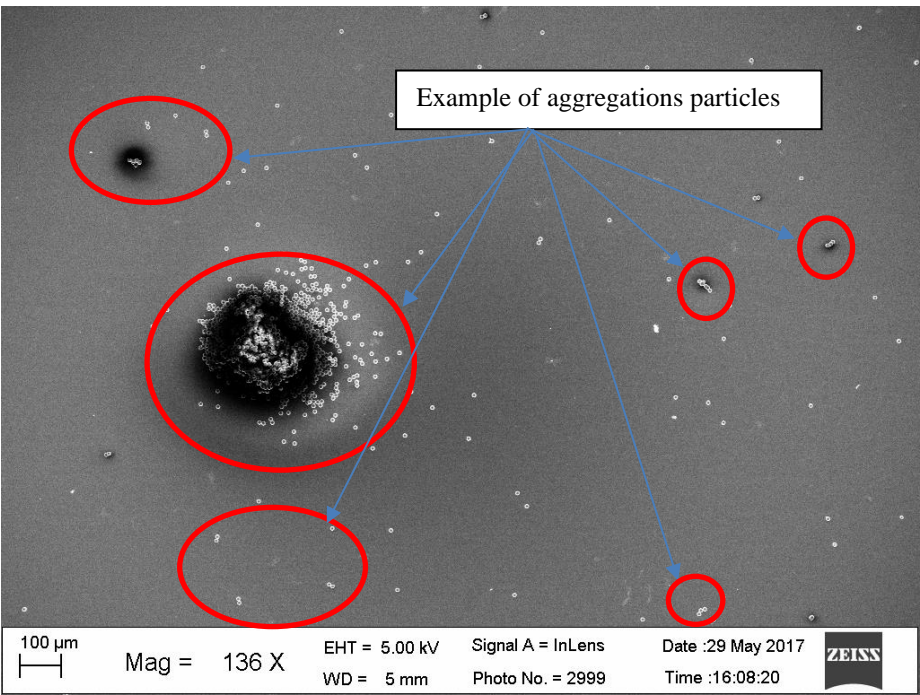 Example of aggregations particles
100 µm
Mag = 136 X
EHT = 5.00 kV
WD = 5 mm
Signal A = InLens
Photo No. = 2999
Date :29 May 2017
Time :16:08:20
ZEISS